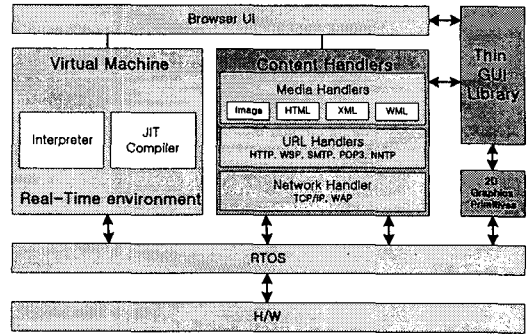 Browser UI
Virtual Machine
Interpreter
JIT
Compiler
Real-Time environment
Content Handlers
Media Handlers
Image
HTML
XML
WML
URL Handlers
HTTP, WSP, SMTP, POP3, NNTP
Network Handler
TCP/IP, WAP
Thin
GUI
Library
2D
Graphics
Primitives
RTOS
H/W